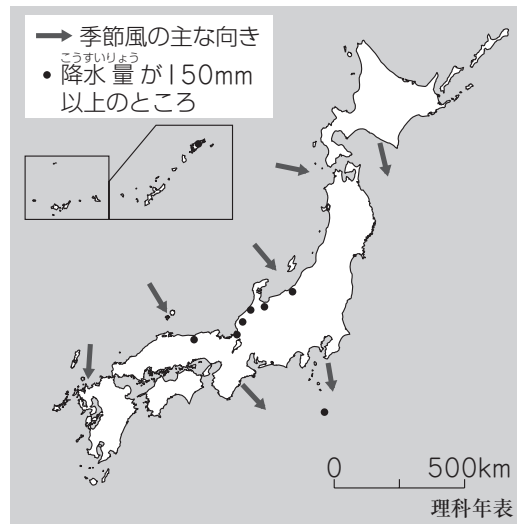 季節風の主な向き
こうすいりょう
降水量が150mm
以上のところ
0 500km
理科年表